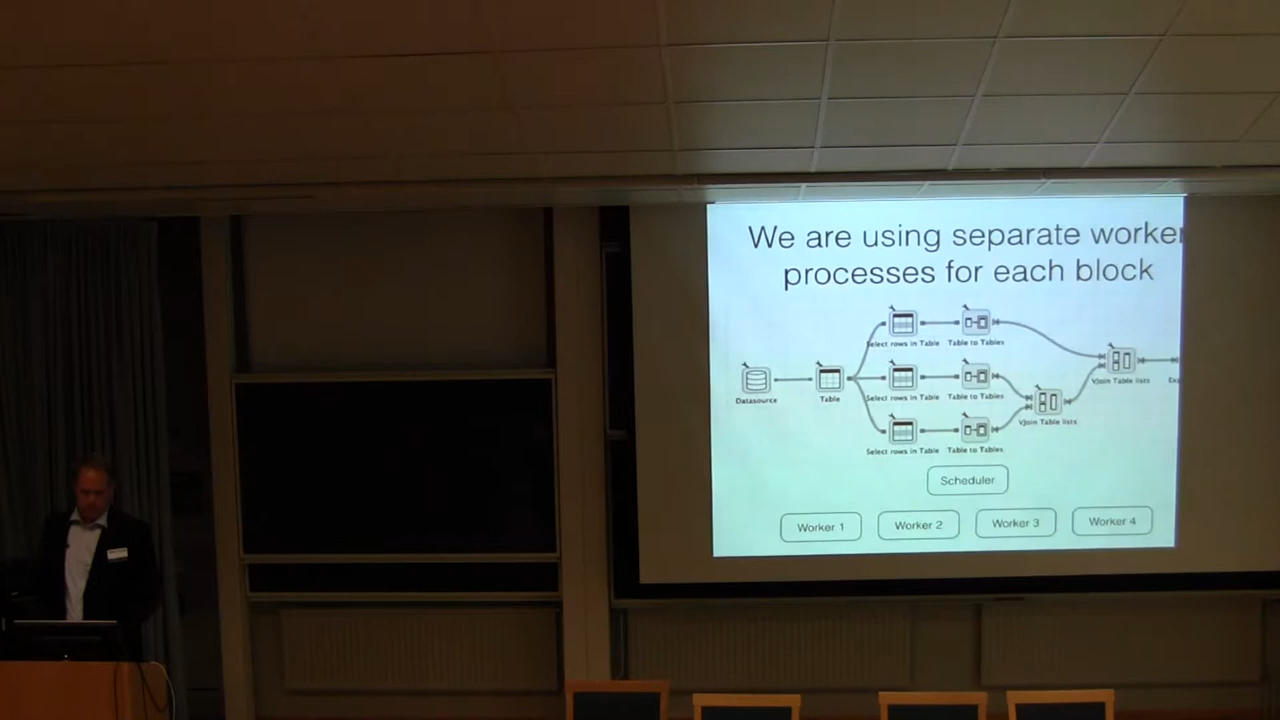 We are using separate worker
processes for each block
Select rows in Table
Table to Tables
Datasource
Table
Select rows in Table
Table to Tables
VJoin Table lists
VJoin Table lists
Select rows in Table
Table to Tables
Scheduler
Worker 1
Worker 2
Worker 3
Worker 4